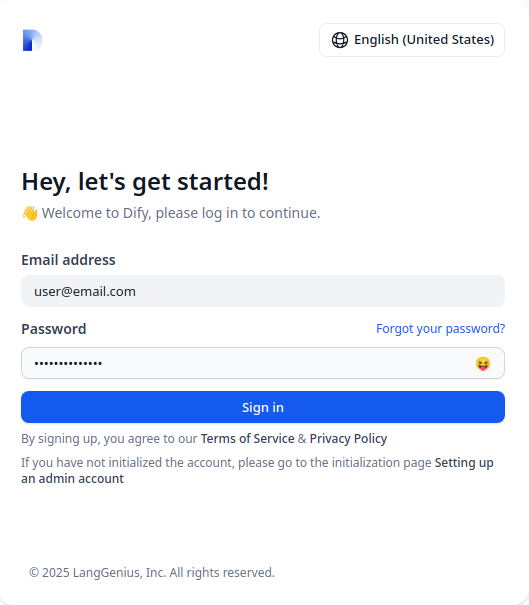 English (United States)
Hey, let's get started!
👋 Welcome to Dify, please log in to continue.
Email address
user@email.com
Password Forgot your password?
••••••••••••••
Sign in
By signing up, you agree to our Terms of Service & Privacy Policy
If you have not initialized the account, please go to the initialization page Setting up
an admin account
© 2025 LangGenius, Inc. All rights reserved.